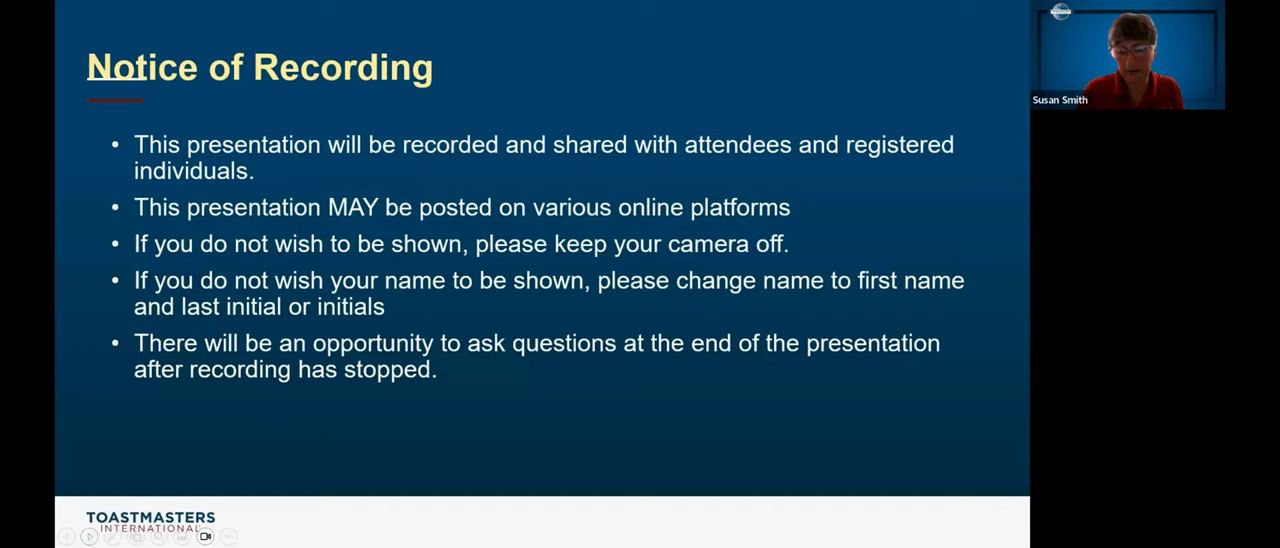 Notice of Recording
• This presentation will be recorded and shared with attendees and registered
individuals.
• This presentation MAY be posted on various online platforms
• If you do not wish to be shown, please keep your camera off.
• If you do not wish your name to be shown, please change name to first name
and last initial or initials
• There will be an opportunity to ask questions at the end of the presentation
after recording has stopped.
Susan Smith
TOASTMASTERS
INTERNATIONAL